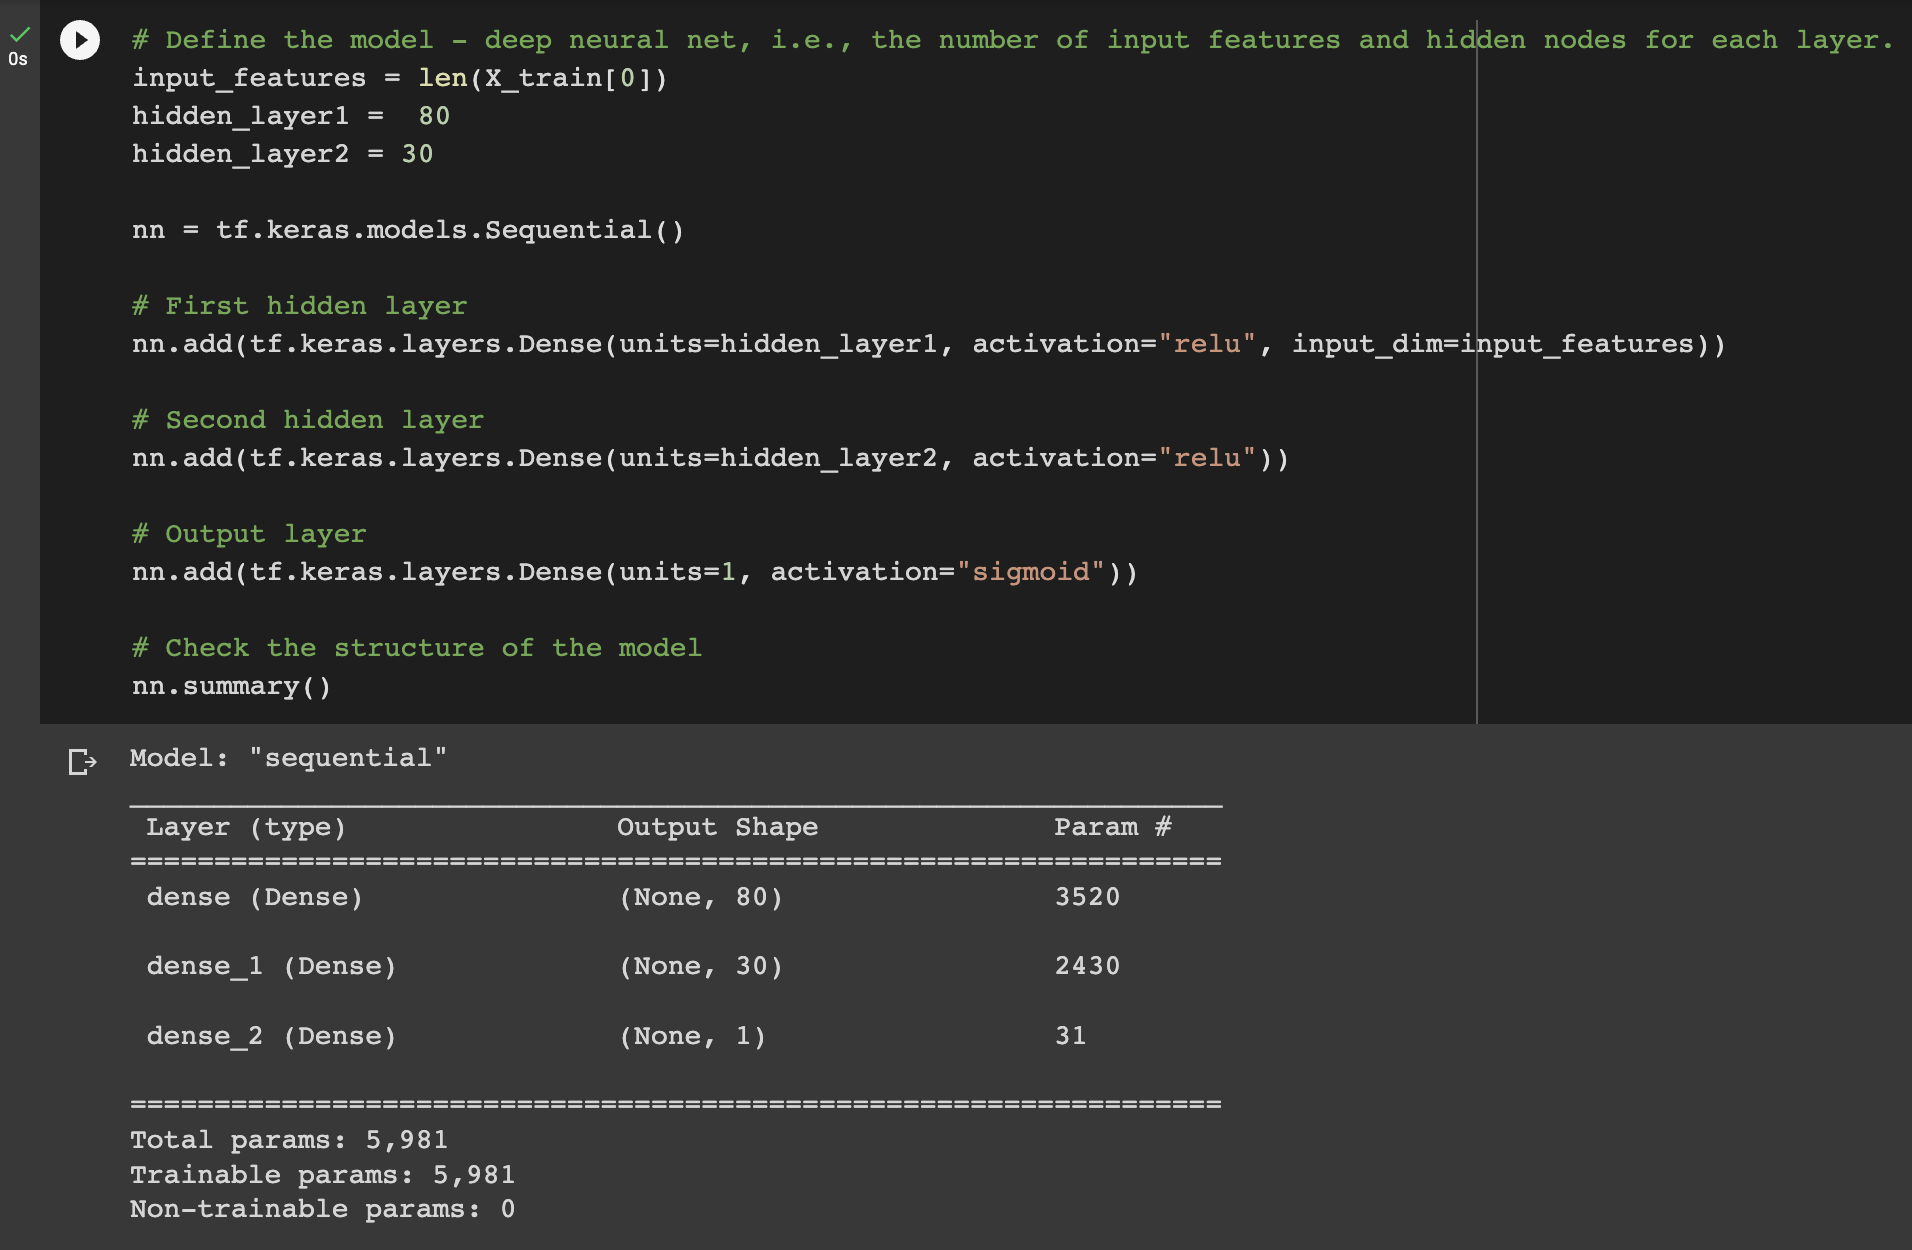 0s
# Define the model - deep neural net, i.e., the number of input features and hidden nodes for each layer.
input_features = len(X_train[0])
hidden_layer1 =  80
hidden_layer2 = 30
nn = tf.keras.models.Sequential()
# First hidden layer
nn.add(tf.keras.layers.Dense(units=hidden_layer1, activation="relu", input_dim=input_features))
# Second hidden layer
nn.add(tf.keras.layers.Dense(units=hidden_layer2, activation="relu"))
# Output layer
nn.add(tf.keras.layers.Dense(units=1, activation="sigmoid"))
# Check the structure of the model
nn.summary()
Model: "sequential"
_________________________________________________________________
Layer (type)                Output Shape              Param #
=================================================================
dense (Dense)               (None, 80)                3520
dense_1 (Dense)             (None, 30)                2430
dense_2 (Dense)             (None, 1)                 31
=================================================================
Total params: 5,981
Trainable params: 5,981
Non-trainable params: 0